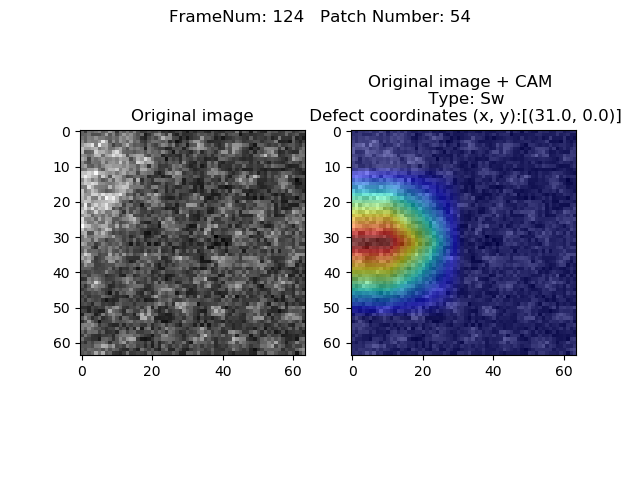 FrameNum: 124   Patch Number: 54
Original image
Original image + CAM
Type: Sw
Defect coordinates (x, y):[(31.0, 0.0)]
0
10
20
30
40
50
60
0 20 40 60
0
10
20
30
40
50
60
0 20 40 60